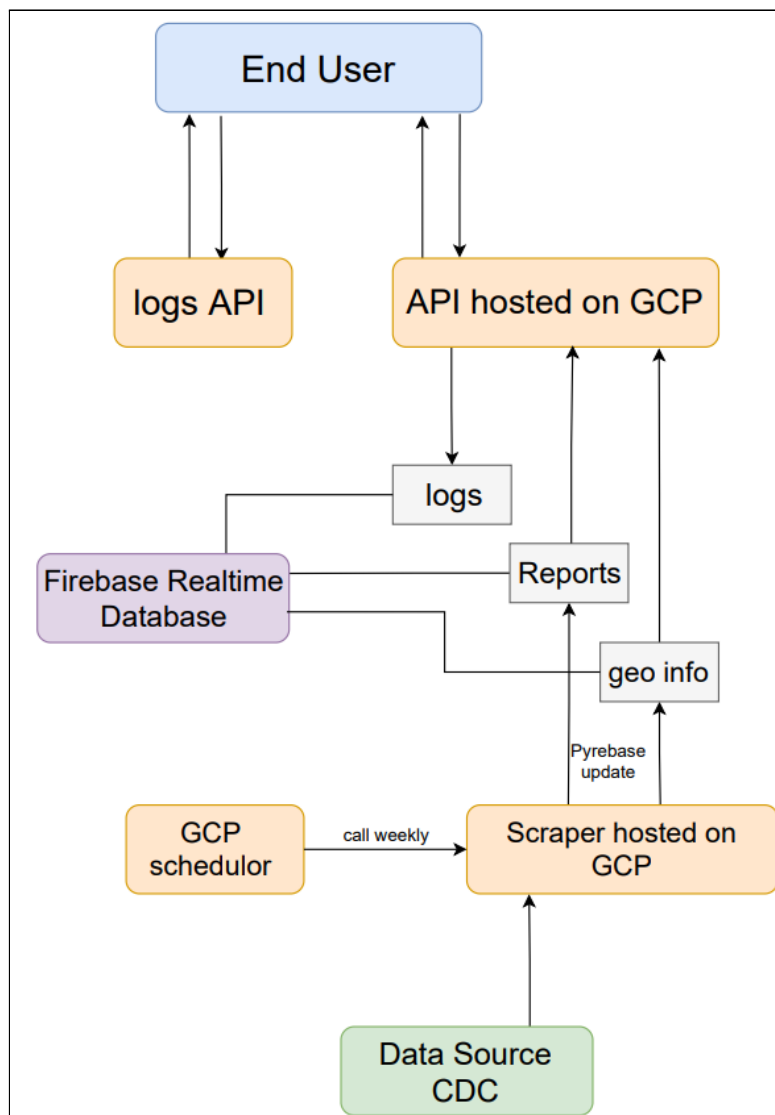 End User
logs API
API hosted on GCP
logs
Firebase Realtime
Database
Reports
geo info
Pyrebase
update
GCP
schedulor
call weekly
Scraper hosted on
GCP
Data Source
CDC